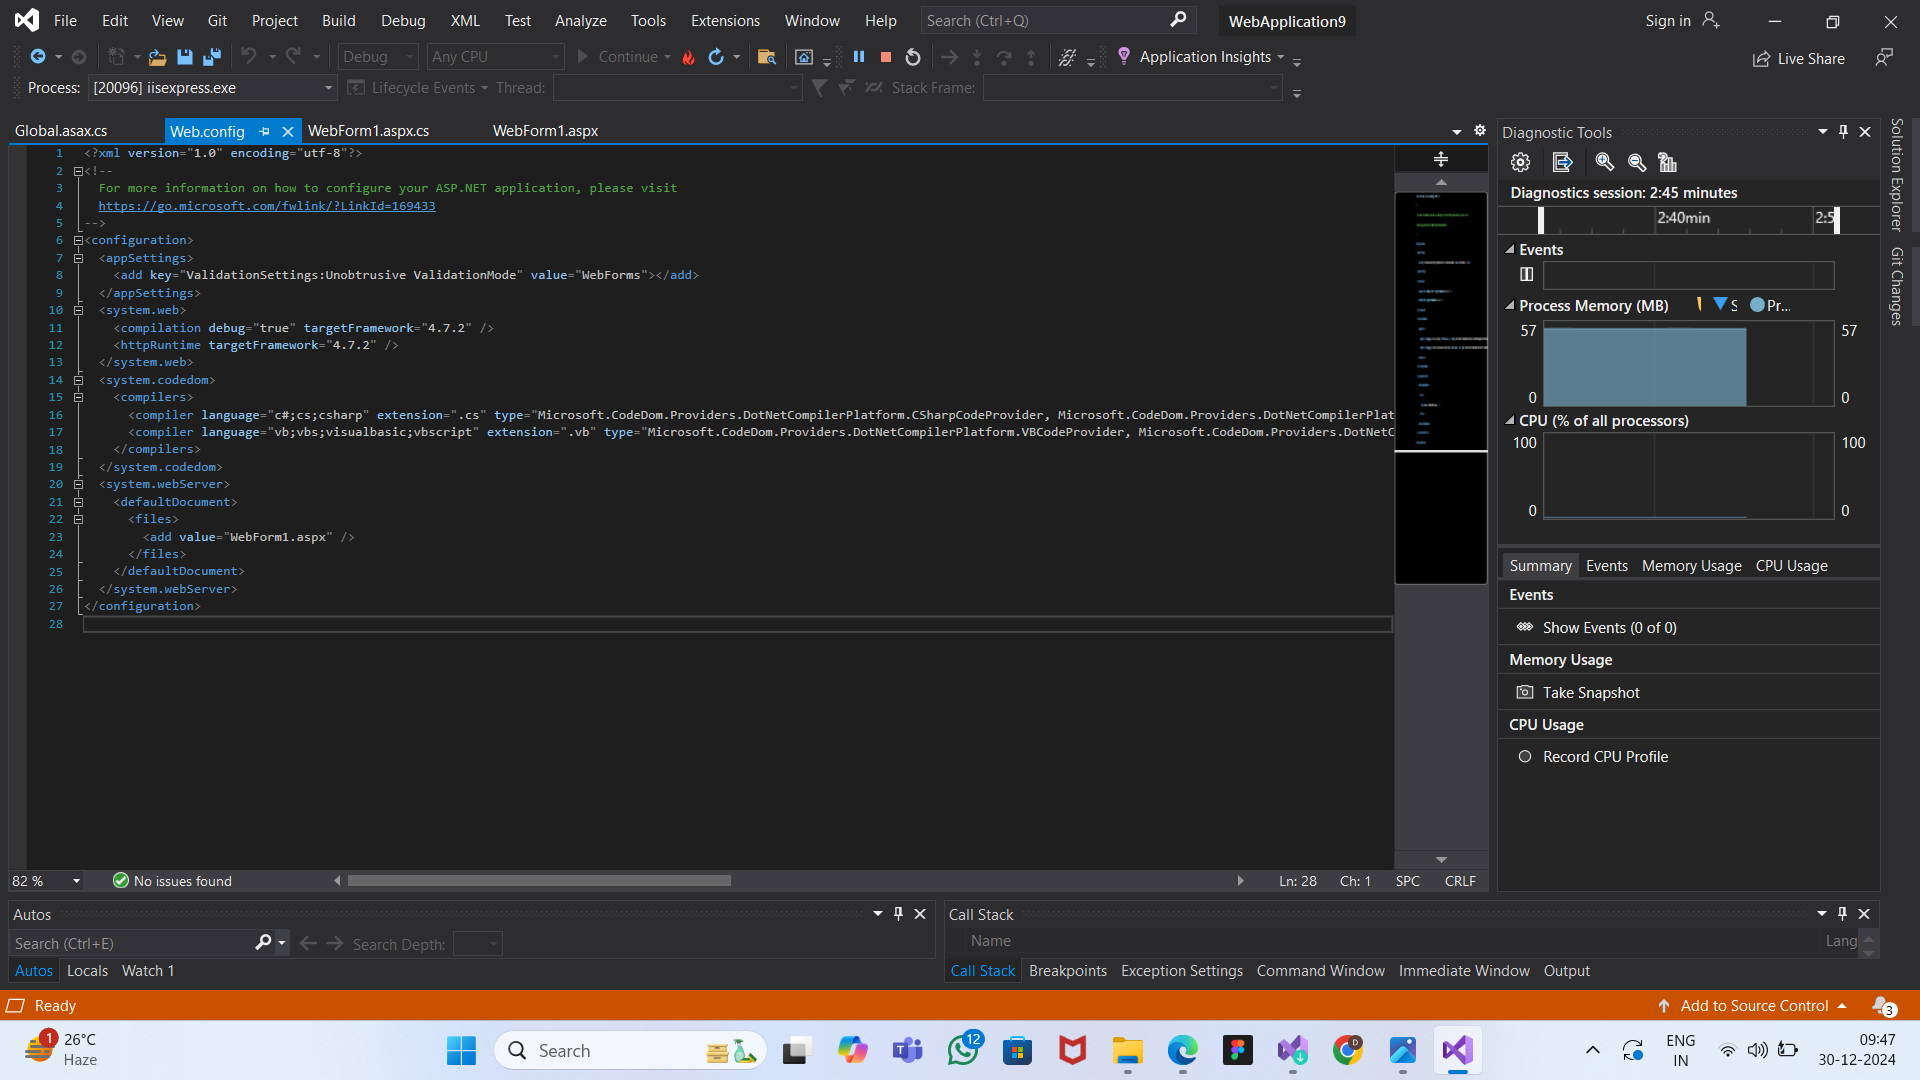 File Edit View Git Project Build Debug XML Test Analyze Tools Extensions Window Help Search (Ctrl+Q) WebApplication9 Sign in
Debug Any CPU Continue Application Insights Live Share
Process: [20096] iisexpress.exe Lifecycle Events Thread: Stack Frame:
Global.asax.cs Web.config WebForm1.aspx.cs WebForm1.aspx
1 <?xml version="1.0" encoding="utf-8"?>
2 <!--
3 For more information on how to configure your ASP.NET application, please visit
4 https://go.microsoft.com/fwlink/?LinkId=169433
5 -->
6 <configuration>
7 <appSettings>
8 <add key="ValidationSettings:Unobtrusive ValidationMode" value="WebForms"></add>
9 </appSettings>
10 <system.web>
11 <compilation debug="true" targetFramework="4.7.2" />
12 <httpRuntime targetFramework="4.7.2" />
13 </system.web>
14 <system.codedom>
15 <compilers>
16 <compiler language="c#;cs;csharp" extension=".cs" type="Microsoft.CodeDom.Providers.DotNetCompilerPlatform.CSharpCodeProvider, Microsoft.CodeDom.Providers.DotNetCompilerPlat
17 <compiler language="vb;vbs;visualbasic;vbscript" extension=".vb" type="Microsoft.CodeDom.Providers.DotNetCompilerPlatform.VBCodeProvider, Microsoft.CodeDom.Providers.DotNetC
18 </compilers>
19 </system.codedom>
20 <system.webServer>
21 <defaultDocument>
22 <files>
23 <add value="WebForm1.aspx" />
24 </files>
25 </defaultDocument>
26 </system.webServer>
27 </configuration>
28
82 % No issues found Ln: 28 Ch: 1 SPC CRLF
Diagnostic Tools
Diagnostics session: 2:45 minutes
2:40min 2:5
Events
Process Memory (MB) S Pr...
57 57
0 0
CPU (% of all processors)
100 100
0 0
Summary Events Memory Usage CPU Usage
Events
Show Events (0 of 0)
Memory Usage
Take Snapshot
CPU Usage
Record CPU Profile
Solution Explorer
Git Changes
Autos
Search (Ctrl+E) Search Depth:
Autos Locals Watch 1
Call Stack
Name Lang
Call Stack Breakpoints Exception Settings Command Window Immediate Window Output
Ready Add to Source Control 3
1 26°C
Haze
Search
12
D
ENG
IN
09:47
30-12-2024